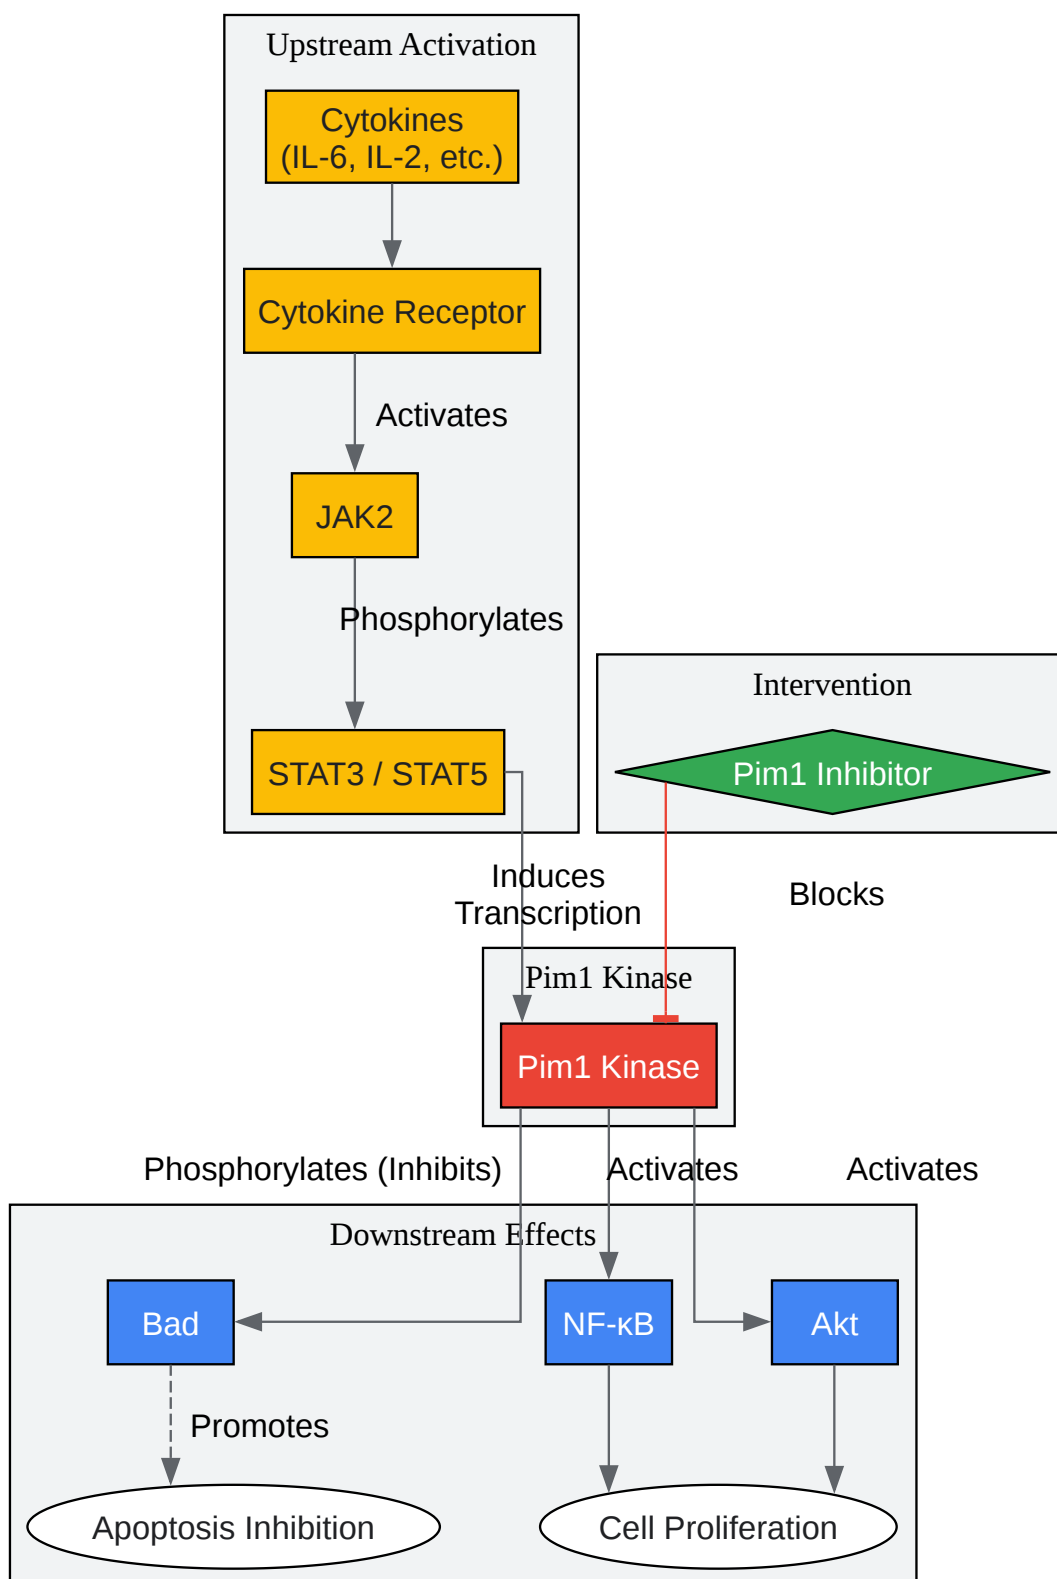 Upstream Activation
Cytokines
(IL-6, IL-2, etc.)
Cytokine Receptor
Activates
JAK2
Phosphorylates
STAT3 / STAT5
Intervention
Pim1 Inhibitor
Induces
Transcription
Blocks
Pim1 Kinase
Pim1 Kinase
Phosphorylates (Inhibits)
Activates
Activates
Downstream Effects
Bad
NF-κB
Akt
Promotes
Apoptosis Inhibition
Cell Proliferation